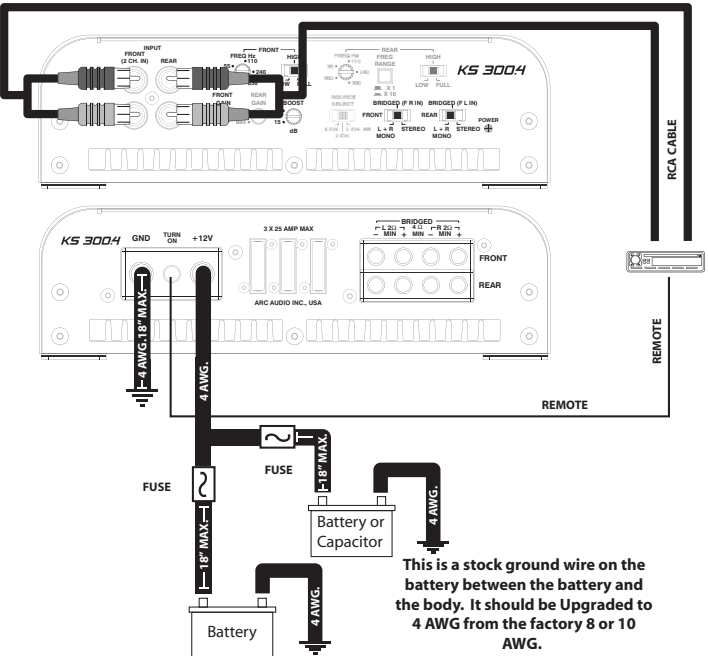 INPUT
FRONT
(2 CH. IN)
REAR
FRONT
FREQ Hz
55
110
240
HIGH
LOW FULL
FRONT
GAIN
REAR
GAIN
BOOST
15
dB
REAR
FREQ Hz
110
240
FREQ
RANGE
X 1
X 10
HIGH
LOW FULL
KS 300.4
SOURCE
SELECT
BRIDGED (F R IN)
FRONT
L + R
MONO
STEREO
BRIDGED (F L IN)
REAR
L + R
MONO
STEREO
POWER
RCA CABLE
KS 300.4
GND
TURN
ON
+12V
3 X 25 AMP MAX
ARC AUDIO INC., USA
BRIDGED
L 2Ω 4 Ω R 2Ω
– MIN + MIN – MIN +
FRONT
REAR
4 AWG.18” MAX.
4 AWG.
REMOTE
REMOTE
FUSE
FUSE
18” MAX.
18” MAX.
Battery or
Capacitor
4 AWG.
Battery
4 AWG.
This is a stock ground wire on the
battery between the battery and
the body. It should be Upgraded to
4 AWG from the factory 8 or 10
AWG.